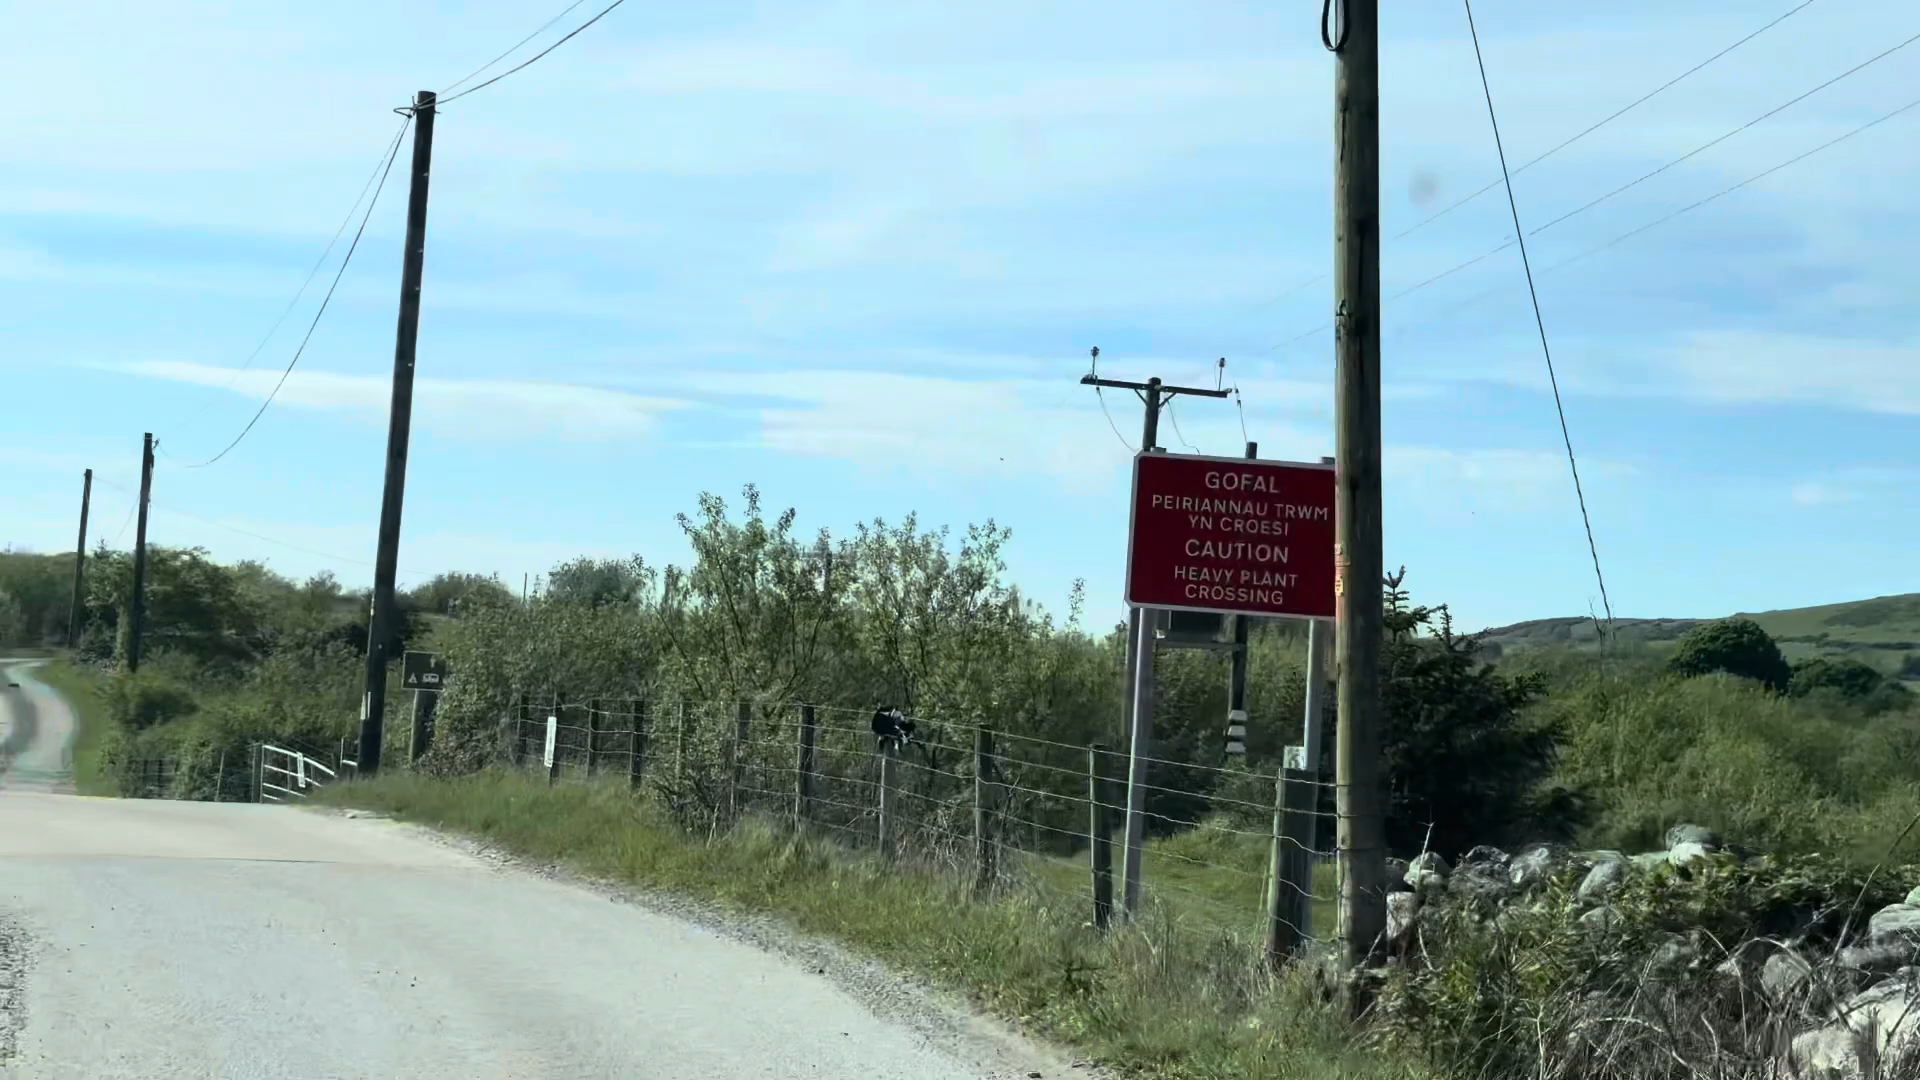 GOFAL
PEIRIANNAU TRWM
YN CROESI
CAUTION
HEAVY PLANT
CROSSING